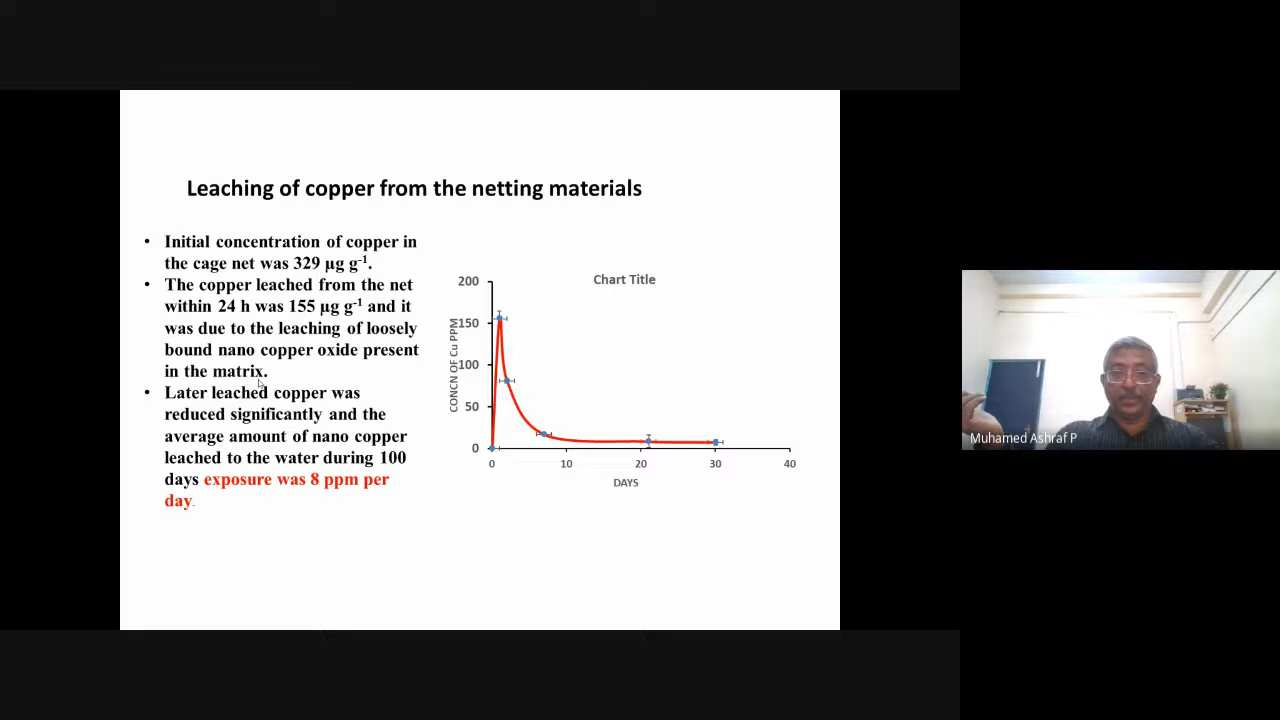 Leaching of copper from the netting materials
• Initial concentration of copper in
the cage net was 329 µg g-1.
• The copper leached from the net
within 24 h was 155 µg g-1 and it
was due to the leaching of loosely
bound nano copper oxide present
in the matrix.
• Later leached copper was
reduced significantly and the
average amount of nano copper
leached to the water during 100
days exposure was 8 ppm per
day.
Chart Title
CONCN OF Cu PPM
200
150
100
50
0
0 10 20 30 40
DAYS
Muhamed Ashraf P